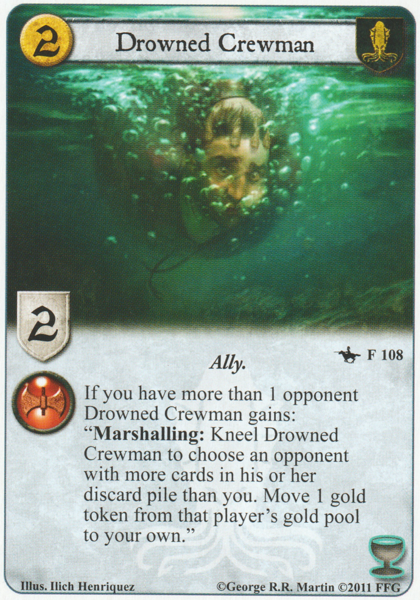 2
Drowned Crewman
2
Ally.
F 108
If you have more than 1 opponent
Drowned Crewman gains:
“Marshalling: Kneel Drowned
Crewman to choose an opponent
with more cards in his or her
discard pile than you. Move 1 gold
token from that player’s gold pool
to your own.”
Illus. Ilich Henriquez
©George R.R. Martin ©2011 FFG